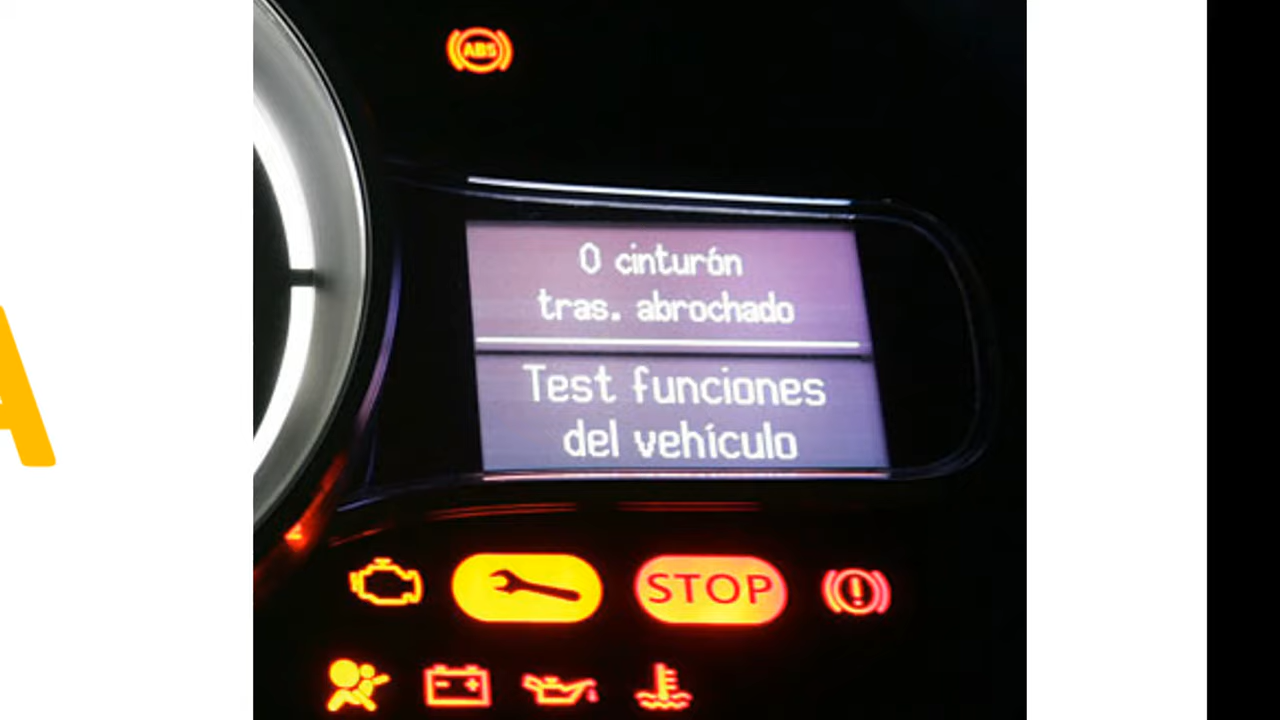 A
ABS
0 cinturón
tras. abrochado
Test funciones
del vehículo
STOP